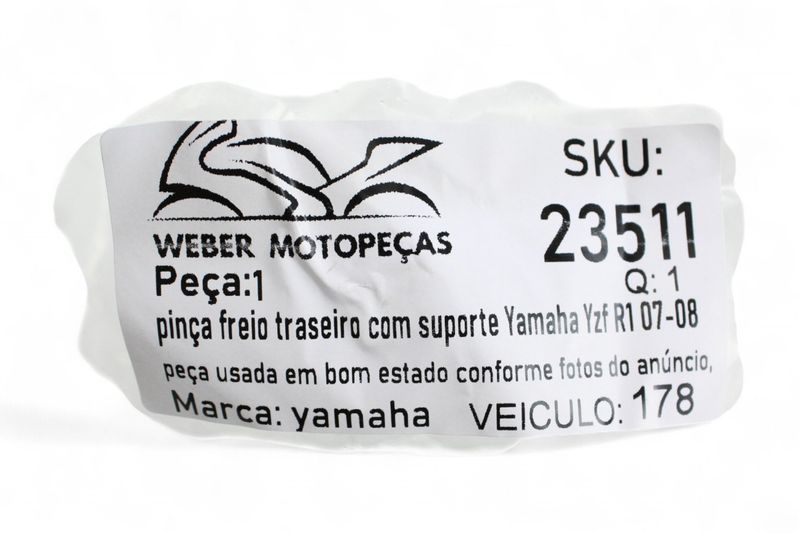 WEBER MOTOPEÇAS
SKU:
23511
Peça:1
Q: 1
pinça freio traseiro com suporte Yamaha Yzf R1 07-08
peça usada em bom estado conforme fotos do anúncio,
Marca: yamaha VEICULO: 178